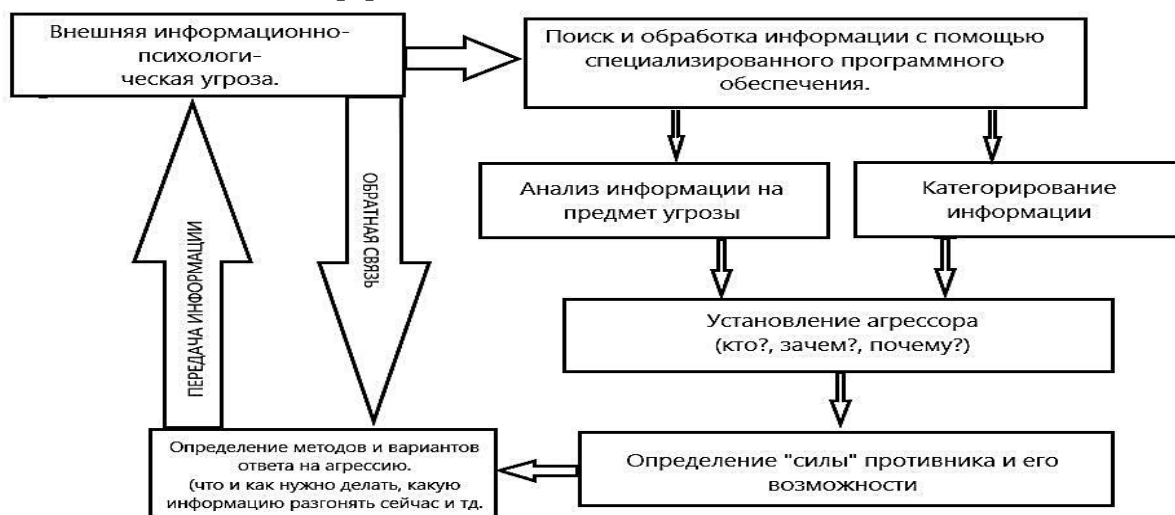 Внешняя информационно-
психологи-
ческая угроза.
Поиск и обработка информации с помощью
специализированного программного
обеспечения.
Анализ информации на
предмет угрозы
Категорирование
информации
ПЕРЕДАЧА ИНФОРМАЦИИ
ОБРАТНАЯ СВЯЗЬ
Установление агрессора
(кто?, зачем?, почему?)
Определение методов и вариантов
ответа на агрессию.
(что и как нужно делать, какую
информацию разгонять сейчас и тд.
Определение "силы" противника и его
возможности